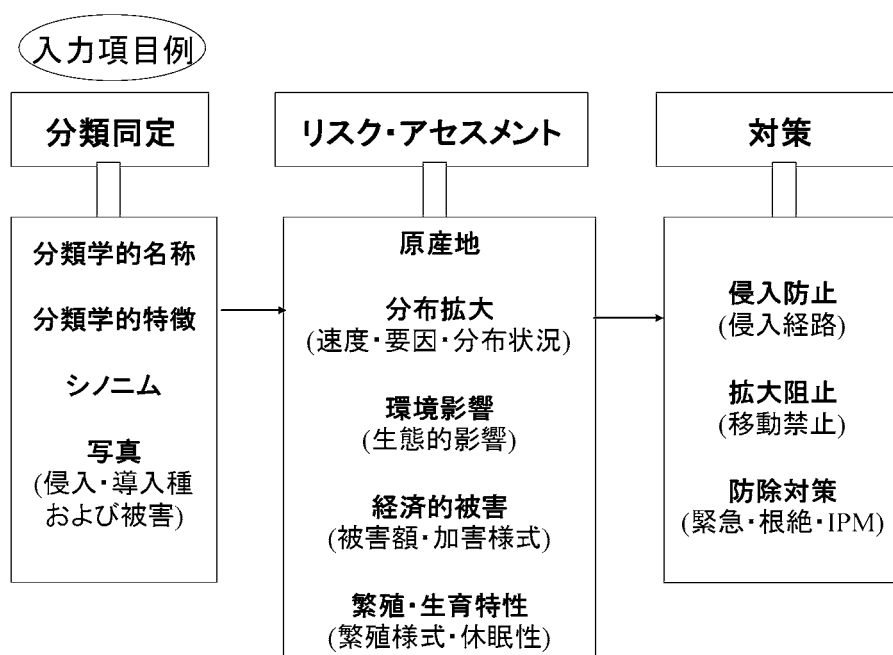 入力項目例
分類同定
分類学的名称
分類学的特徴
シノニム
写真
(侵入・導入種
および被害)
リスク・アセスメント
原産地
分布拡大
(速度・要因・分布状況)
環境影響
(生態的影響)
経済的被害
(被害額・加害様式)
繁殖・生育特性
(繁殖様式・休眠性)
対策
侵入防止
(侵入経路)
拡大阻止
(移動禁止)
防除対策
(緊急・根絶・IPM)